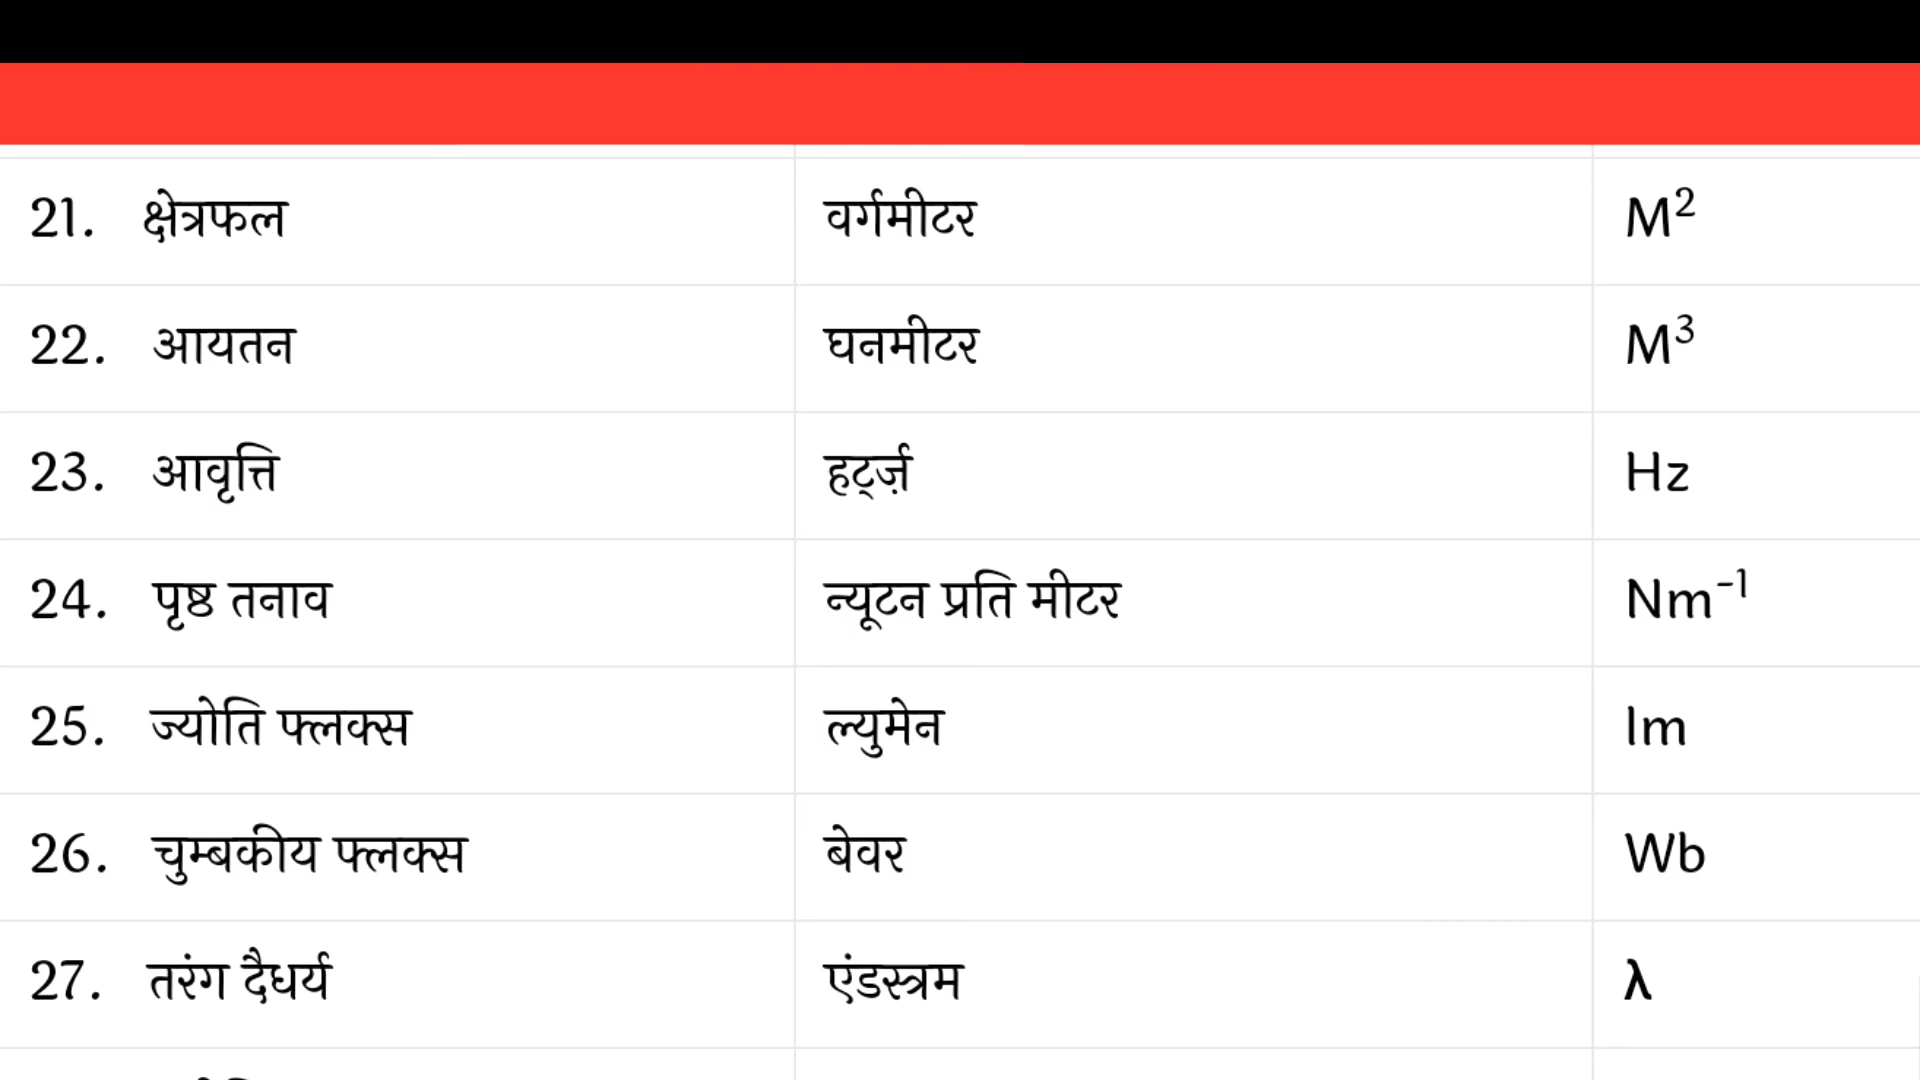 21. क्षेत्रफल वर्गमीटर M²
22. आयतन घनमीटर M³
23. आवृत्ति हर्ट्ज़ Hz
24. पृष्ठ तनाव न्यूटन प्रति मीटर Nm⁻¹
25. ज्योति फ्लक्स ल्युमेन lm
26. चुम्बकीय फ्लक्स बेवर Wb
27. तरंग दैधर्य एंडस्त्रम λ